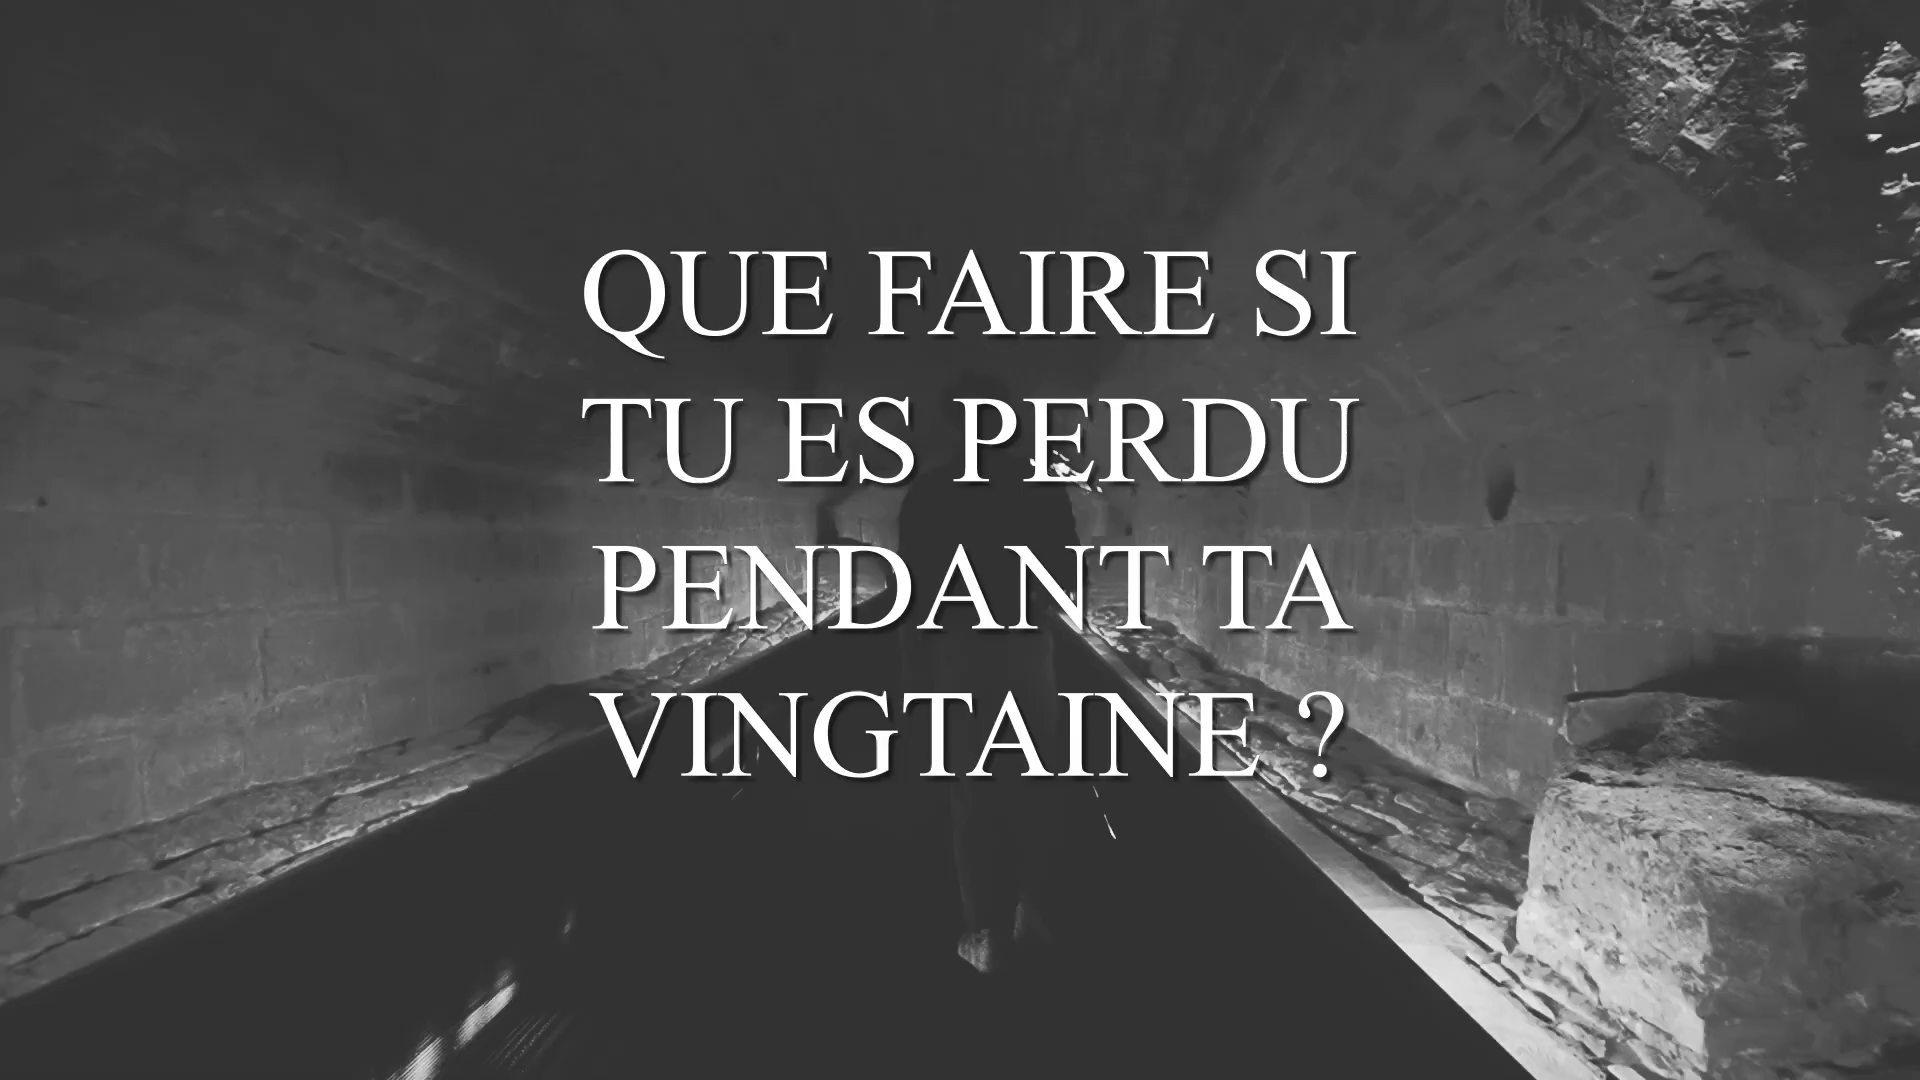 QUE FAIRE SI
TU ES PERDU
PENDANT TA
VINGTAINE ?